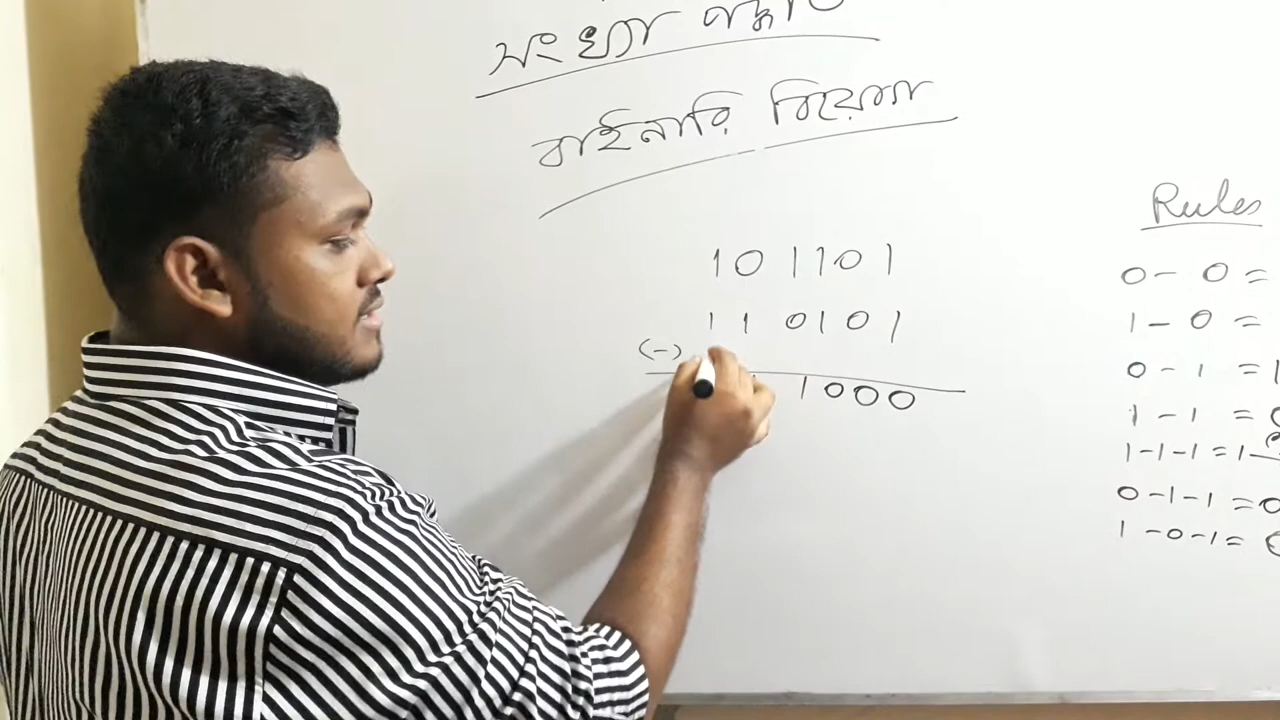 সংখ্যা পদ্ধতি
বাইনারি বিয়োগ
101101
110101
(-)
1000
Rules
0 - 0 =
1 - 0 =
0 - 1 = 1
1 - 1 = 0
1-1-1 = 1
0-1-1 = 0
1-0-1 = 0